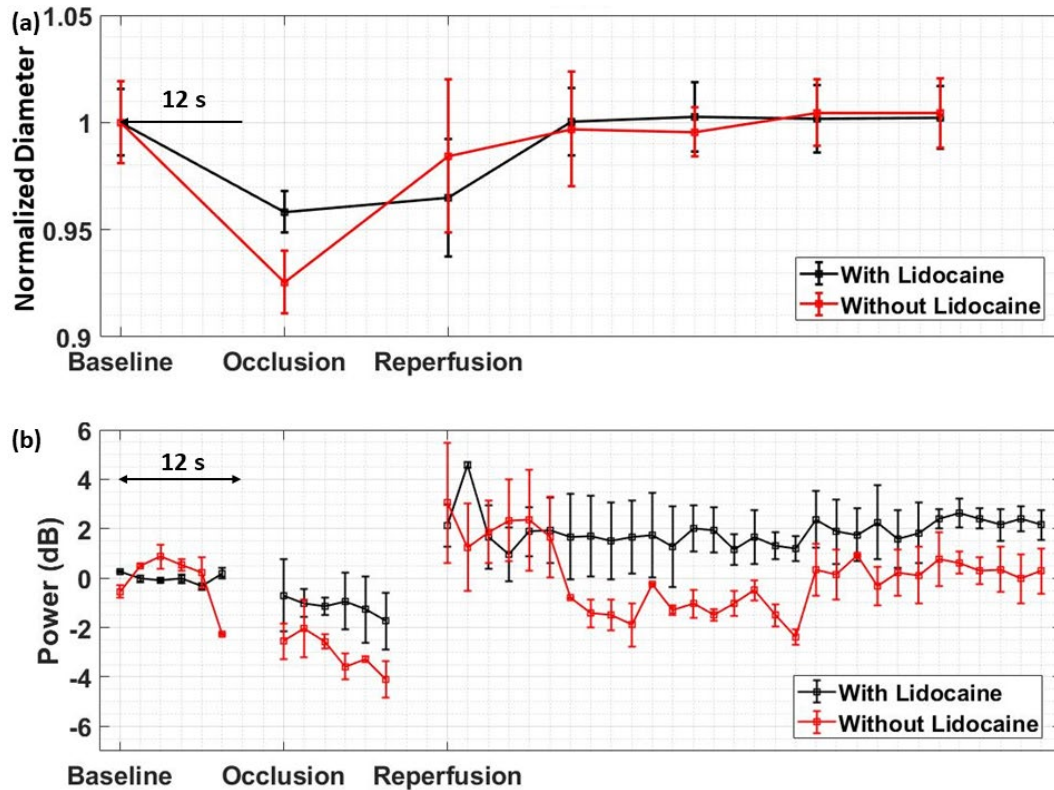 (a)
1.05
1
0.95
0.9
Normalized Diameter
12 s
With Lidocaine
Without Lidocaine
Baseline Occlusion Reperfusion
(b)
6
4
2
0
-2
-4
-6
Power (dB)
12 s
With Lidocaine
Without Lidocaine
Baseline Occlusion Reperfusion